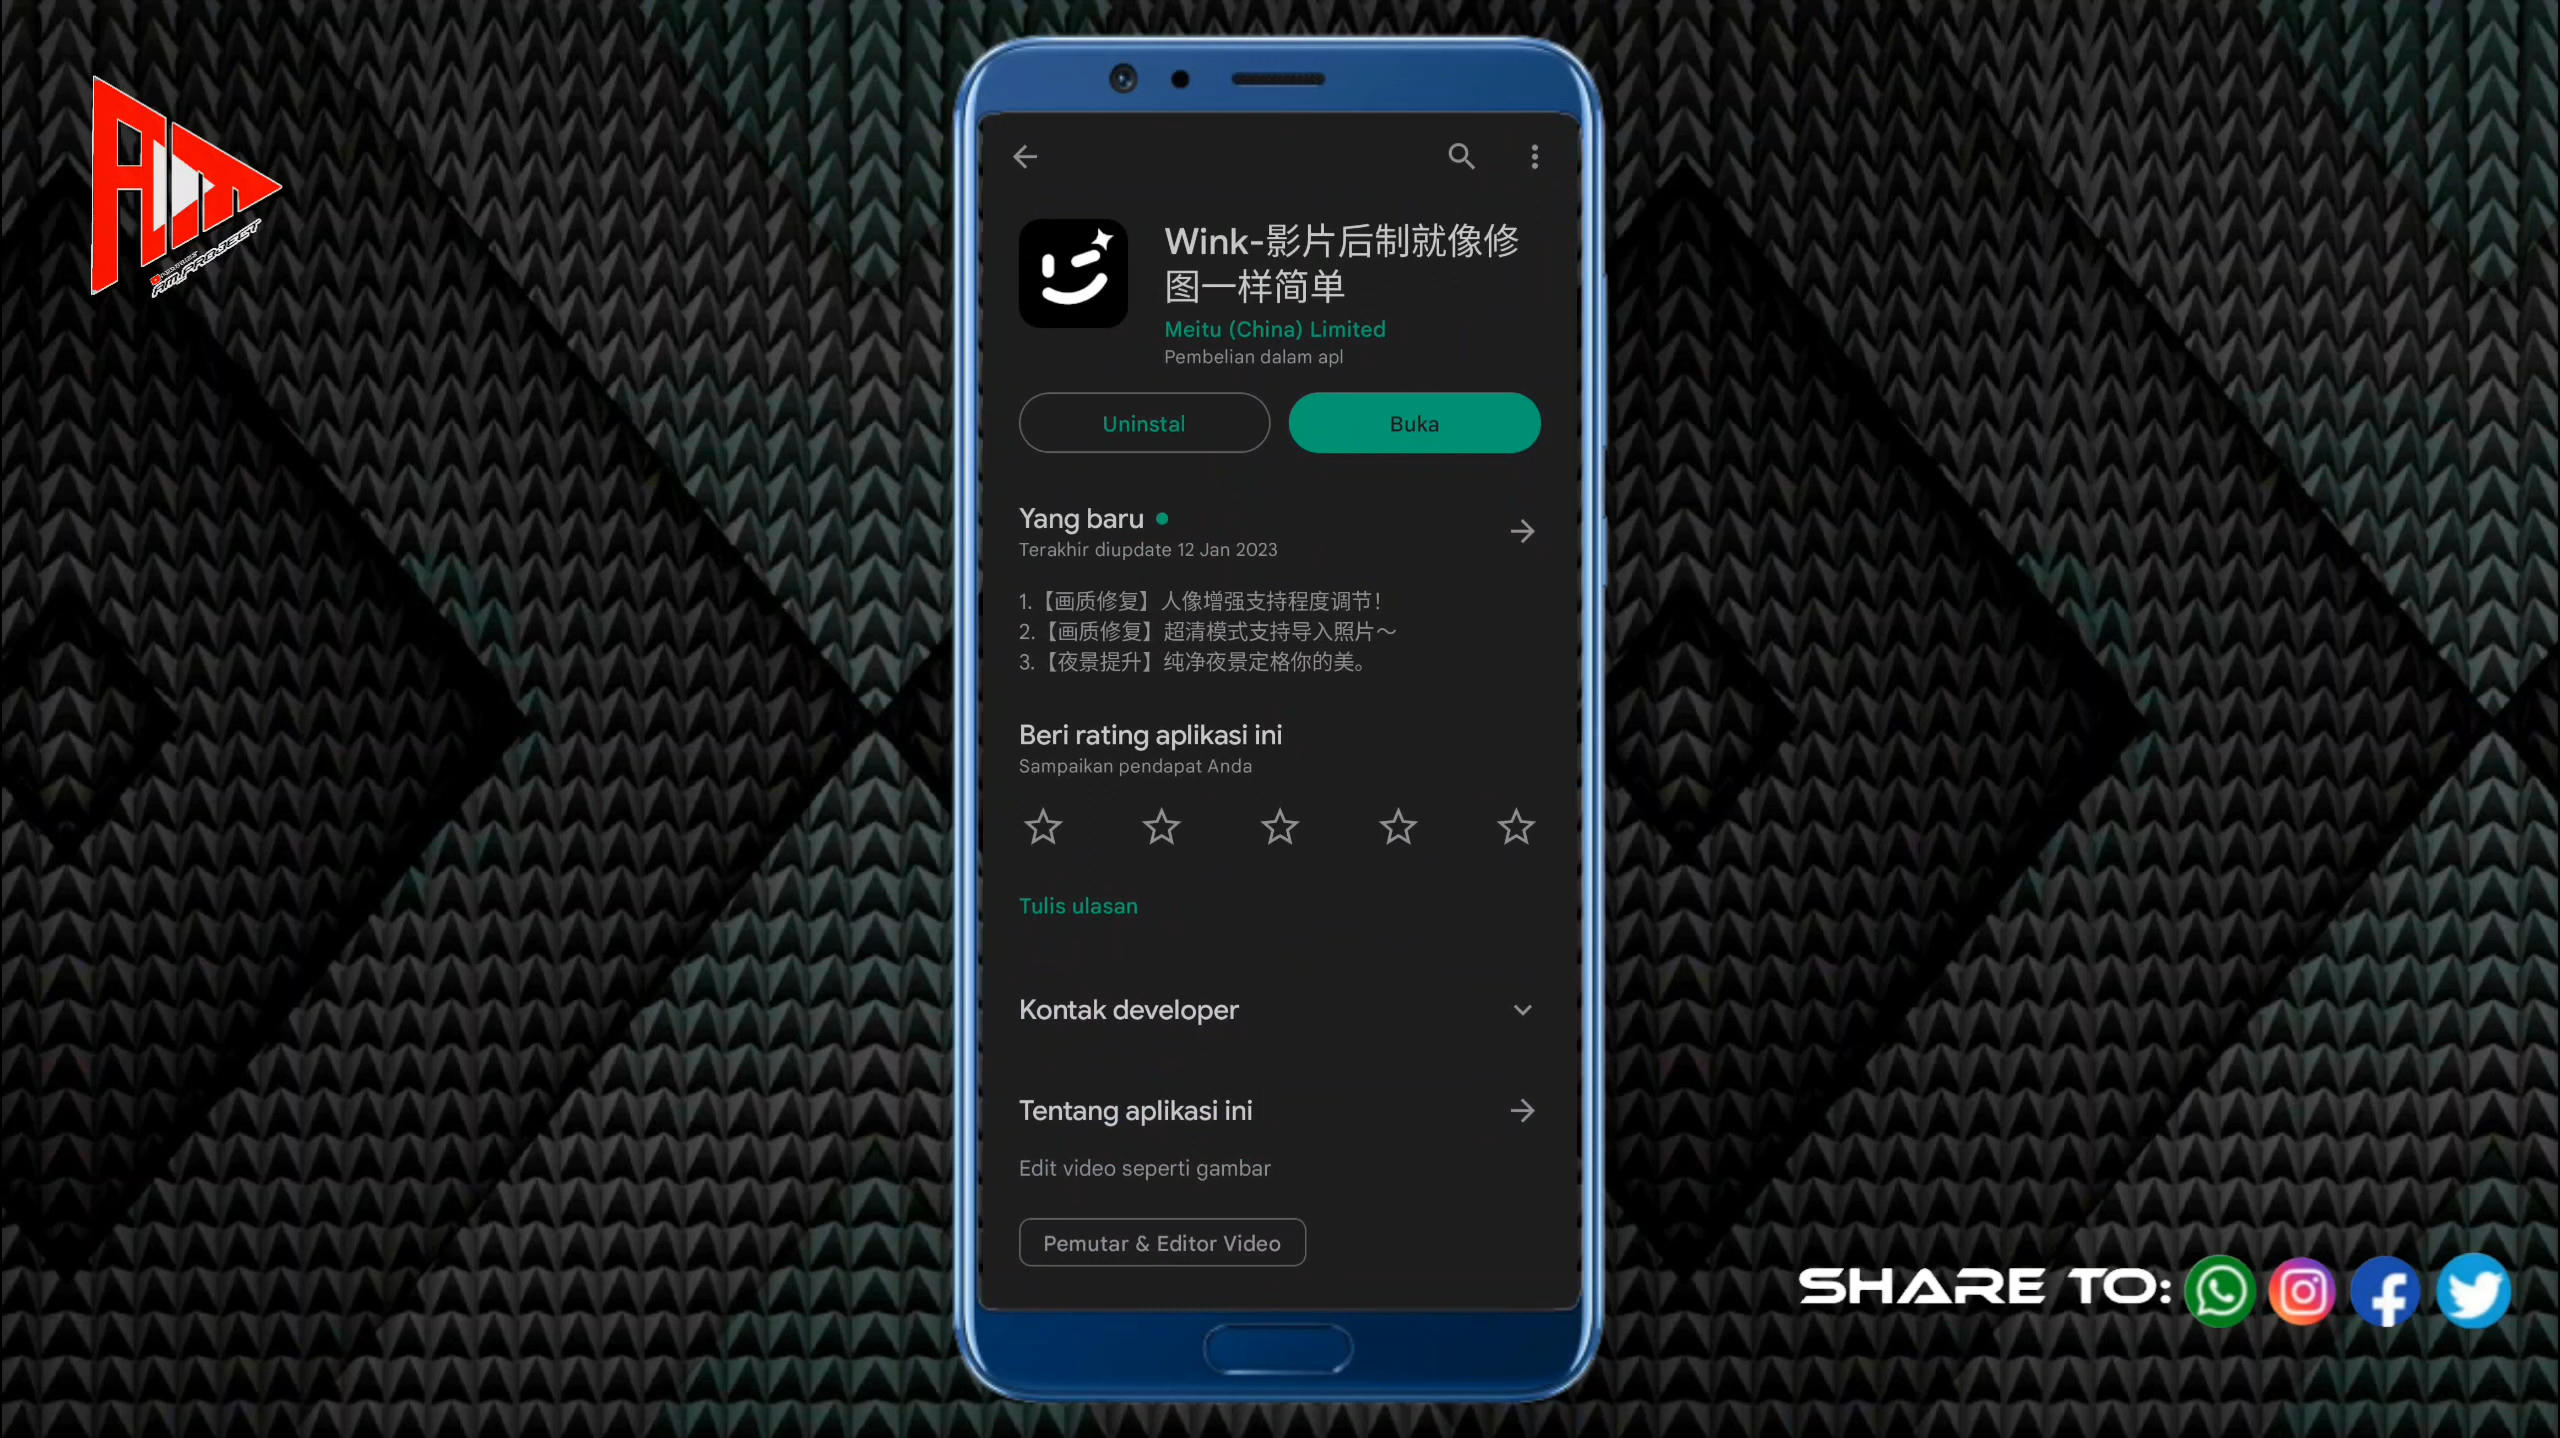 AM_PROJECT
Wink-影片后制就像修
图一样简单
Meitu (China) Limited
Pembelian dalam apl
Uninstal
Buka
Yang baru
Terakhir diupdate 12 Jan 2023
1.【画质修复】人像增强支持程度调节！
2.【画质修复】超清模式支持导入照片～
3.【夜景提升】纯净夜景定格你的美。
Beri rating aplikasi ini
Sampaikan pendapat Anda
Tulis ulasan
Kontak developer
Tentang aplikasi ini
Edit video seperti gambar
Pemutar & Editor Video
SHARE TO: